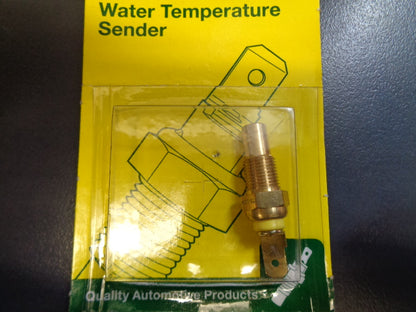 Water Temperature
Sender
Quality Automotive Products